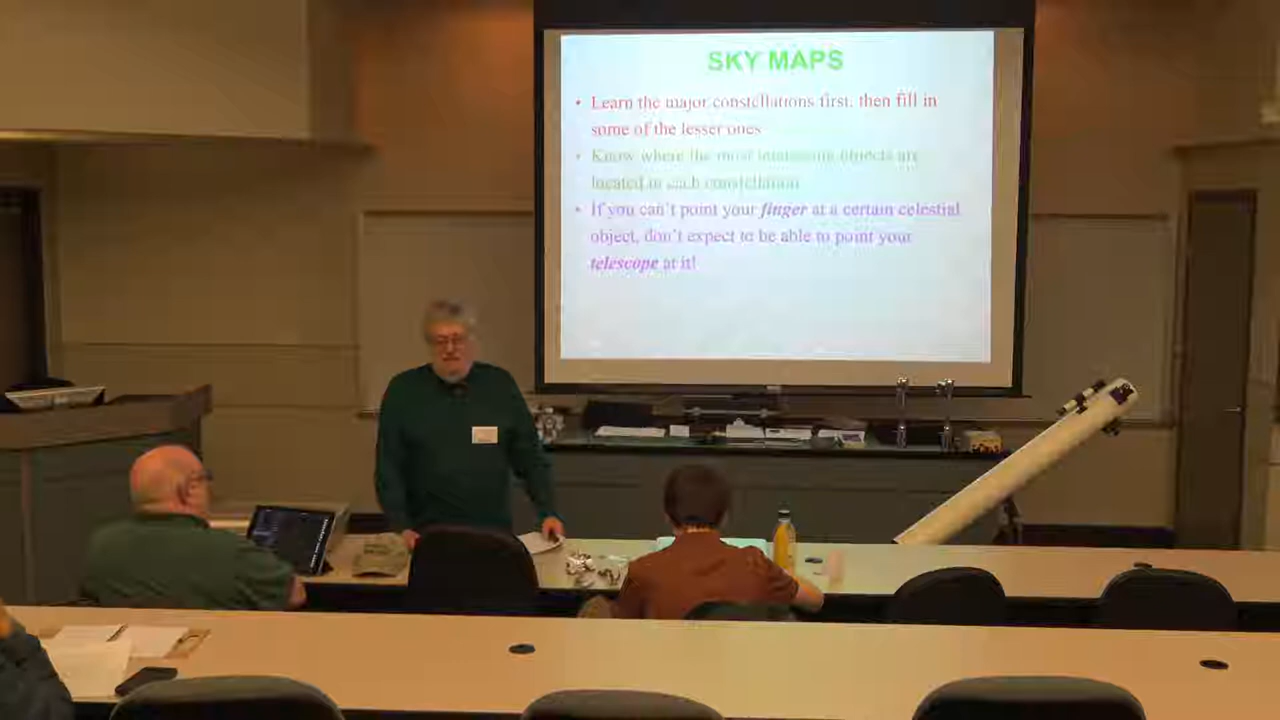 SKY MAPS
• Learn the major constellations first, then fill in
some of the lesser ones
• Know where the most interesting objects are
located in each constellation
• If you can't point your finger at a certain celestial
object, don't expect to be able to point your
telescope at it!